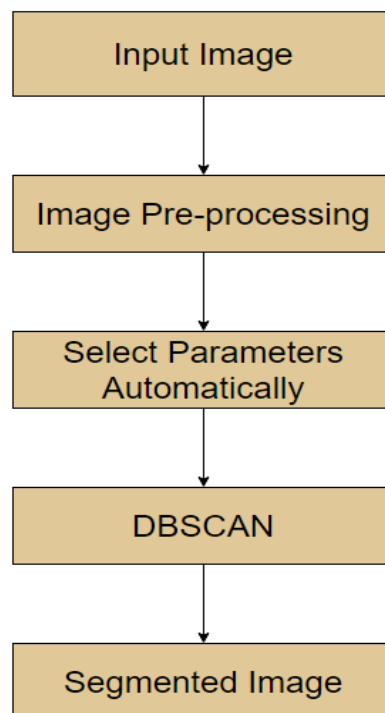 Input Image
Image Pre-processing
Select Parameters
Automatically
DBSCAN
Segmented Image